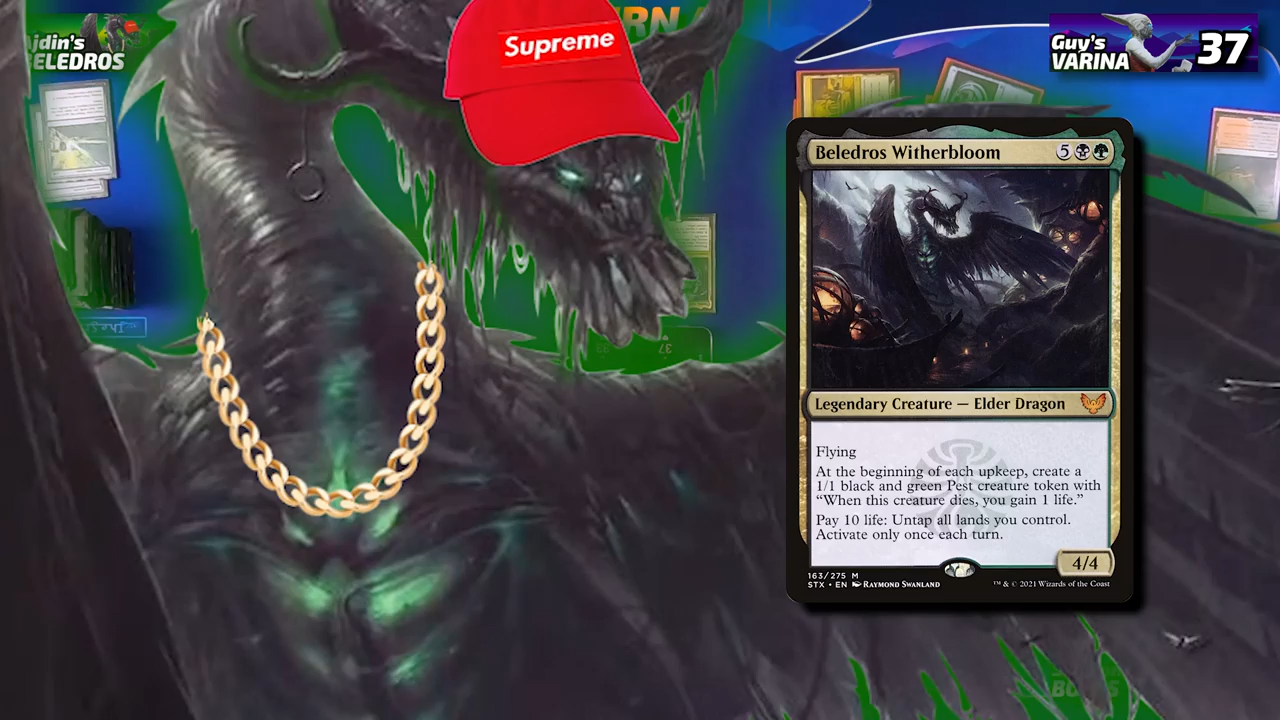 Supreme
Guy's
VARINA
37
jdin's
ELEDROS
Beledros Witherbloom
5
Legendary Creature — Elder Dragon
Flying
At the beginning of each upkeep, create a
1/1 black and green Pest creature token with
“When this creature dies, you gain 1 life.”
Pay 10 life: Untap all lands you control.
Activate only once each turn.
4/4
163/275 M
STX • EN RAYMOND SWANLAND
™ & © 2021 Wizards of the Coast
37